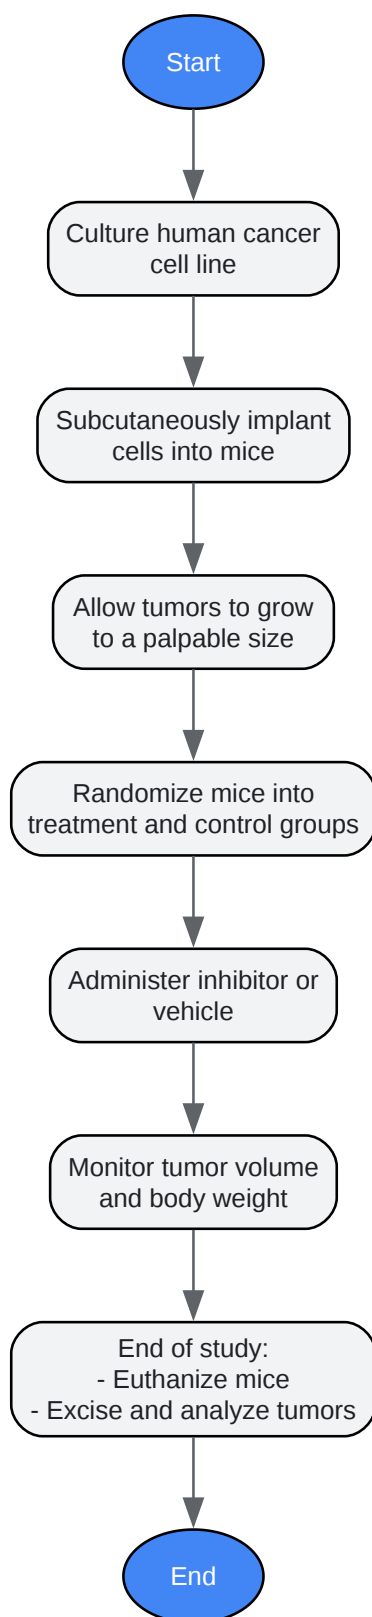 Start
Culture human cancer
cell line
Subcutaneously implant
cells into mice
Allow tumors to grow
to a palpable size
Randomize mice into
treatment and control groups
Administer inhibitor or
vehicle
Monitor tumor volume
and body weight
End of study:
- Euthanize mice
- Excise and analyze tumors
End